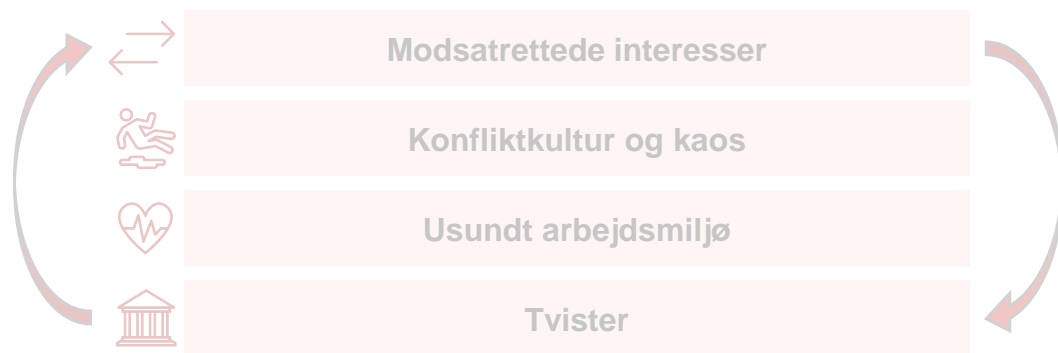 Modsatrettede interesser
Konfliktkultur og kaos
Usundt arbejdsmiljø
Tvister